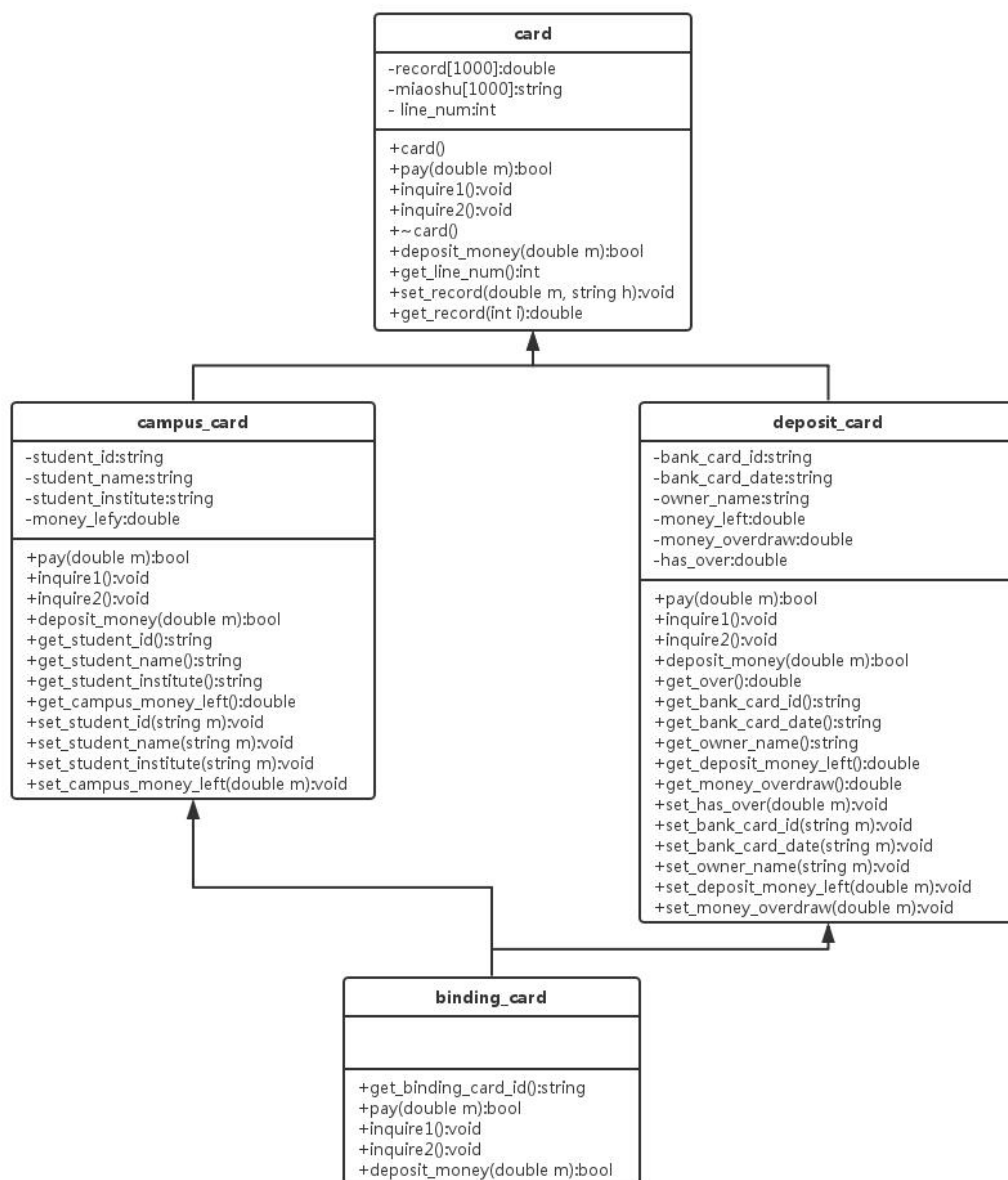 card
-record[1000]:double
-miaoshu[1000]:string
- line_num:int
+card()
+pay(double m):bool
+inquire1():void
+inquire2():void
+~card()
+deposit_money(double m):bool
+get_line_num():int
+set_record(double m, string h):void
+get_record(int i):double
campus_card
-student_id:string
-student_name:string
-student_institute:string
-money_lefy:double
+pay(double m):bool
+inquire1():void
+inquire2():void
+deposit_money(double m):bool
+get_student_id():string
+get_student_name():string
+get_student_institute():string
+get_campus_money_left():double
+set_student_id(string m):void
+set_student_name(string m):void
+set_student_institute(string m):void
+set_campus_money_left(double m):void
deposit_card
-bank_card_id:string
-bank_card_date:string
-owner_name:string
-money_left:double
-money_overdraw:double
-has_over:double
+pay(double m):bool
+inquire1():void
+inquire2():void
+deposit_money(double m):bool
+get_over():double
+get_bank_card_id():string
+get_bank_card_date():string
+get_owner_name():string
+get_deposit_money_left():double
+get_money_overdraw():double
+set_has_over(double m):void
+set_bank_card_id(string m):void
+set_bank_card_date(string m):void
+set_owner_name(string m):void
+set_deposit_money_left(double m):void
+set_money_overdraw(double m):void
binding_card
+get_binding_card_id():string
+pay(double m):bool
+inquire1():void
+inquire2():void
+deposit_money(double m):bool